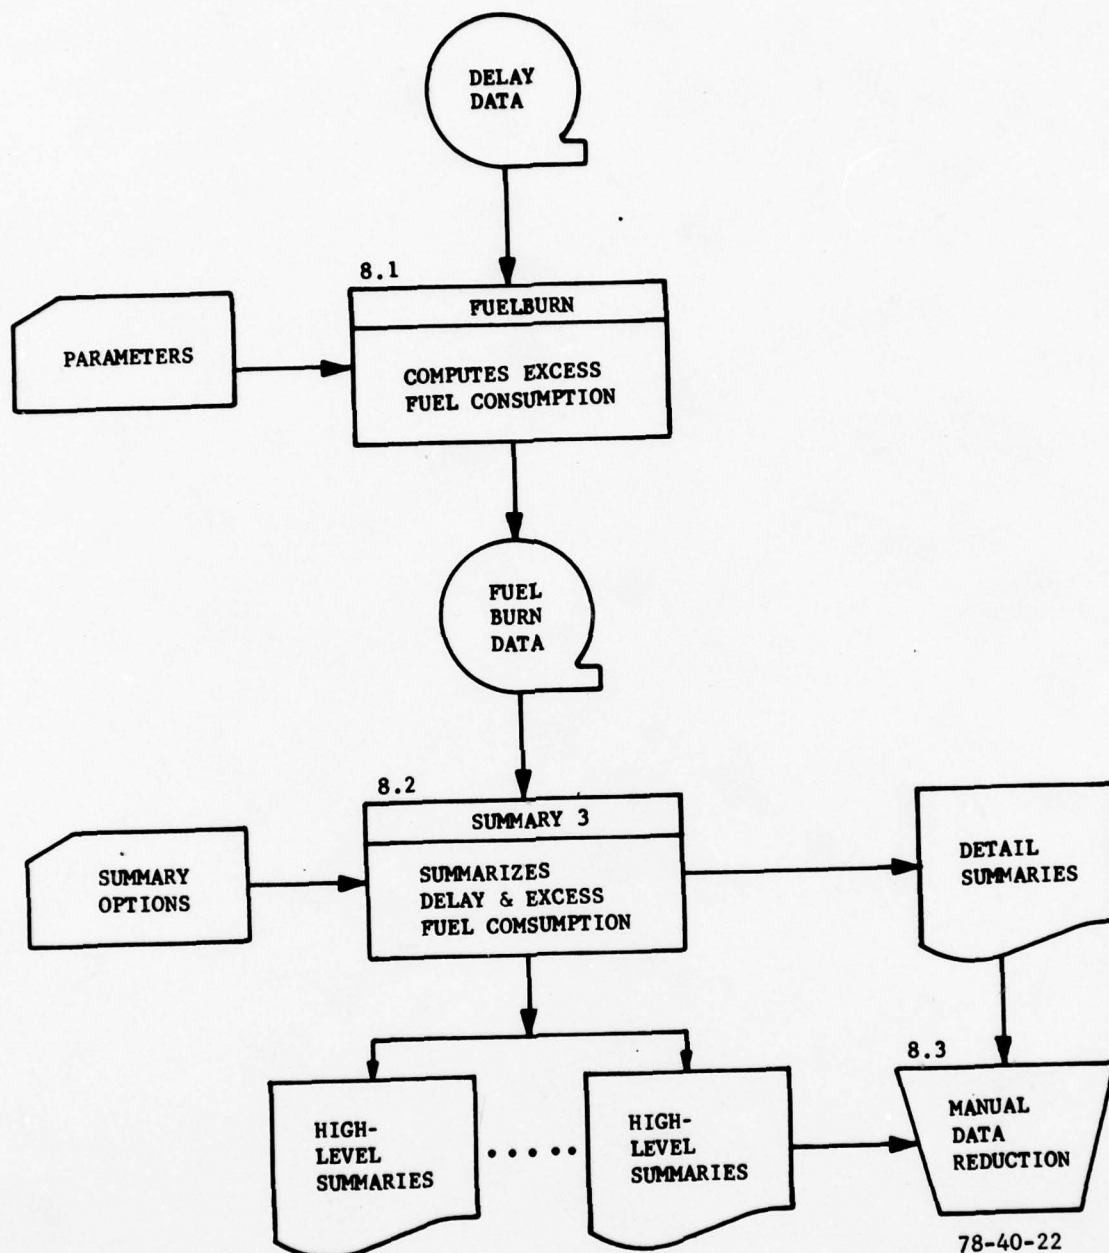 DELAY
DATA
8.1
FUELBURN
PARAMETERS
COMPUTES EXCESS
FUEL CONSUMPTION
FUEL
BURN
DATA
8.2
SUMMARY 3
SUMMARY
OPTIONS
SUMMARIZES
DELAY & EXCESS
FUEL COMSUMPTION
DETAIL
SUMMARIES
8.3
HIGH-
LEVEL
SUMMARIES
.....
HIGH-
LEVEL
SUMMARIES
MANUAL
DATA
REDUCTION
78-40-22